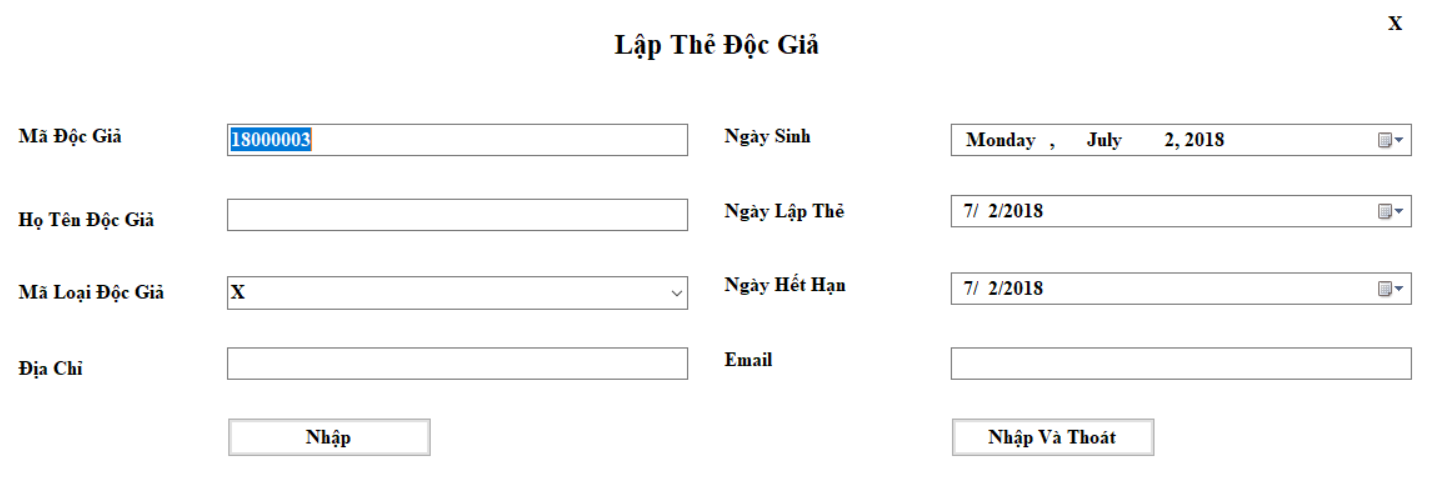 X
Lập Thẻ Độc Giả
Mã Độc Giả 18000003 Ngày Sinh Monday , July 2, 2018
Họ Tên Độc Giả Ngày Lập Thẻ 7/ 2/2018
Mã Loại Độc Giả X Ngày Hết Hạn 7/ 2/2018
Địa Chỉ Email
Nhập Nhập Và Thoát